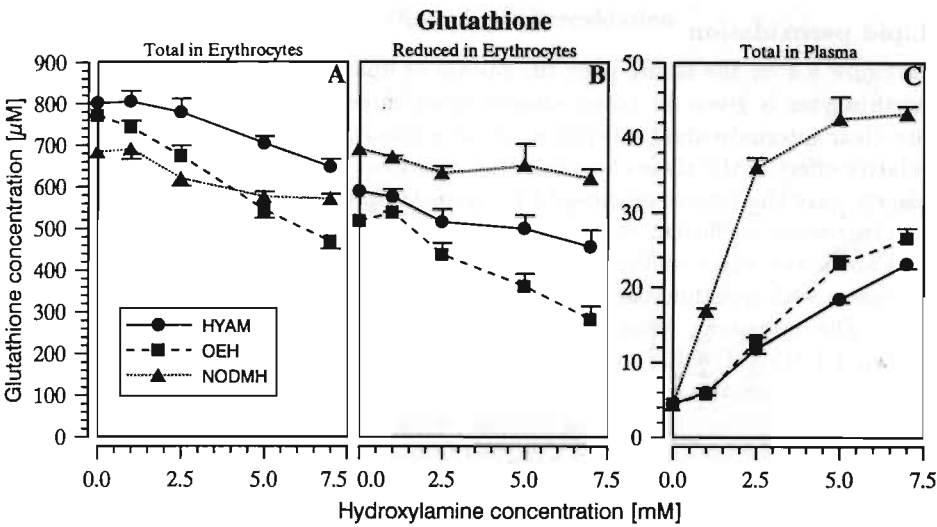 Glutathione
Total in Erythrocytes
Reduced in Erythrocytes
Total in Plasma
A
B
C
Glutathione concentration [µM]
900
800
700
600
500
400
300
200
100
0
50
40
30
20
10
0
HYAM
OEH
NODMH
0.0 2.5 5.0 7.5
0.0 2.5 5.0 7.5
0.0 2.5 5.0 7.5
Hydroxylamine concentration [mM]